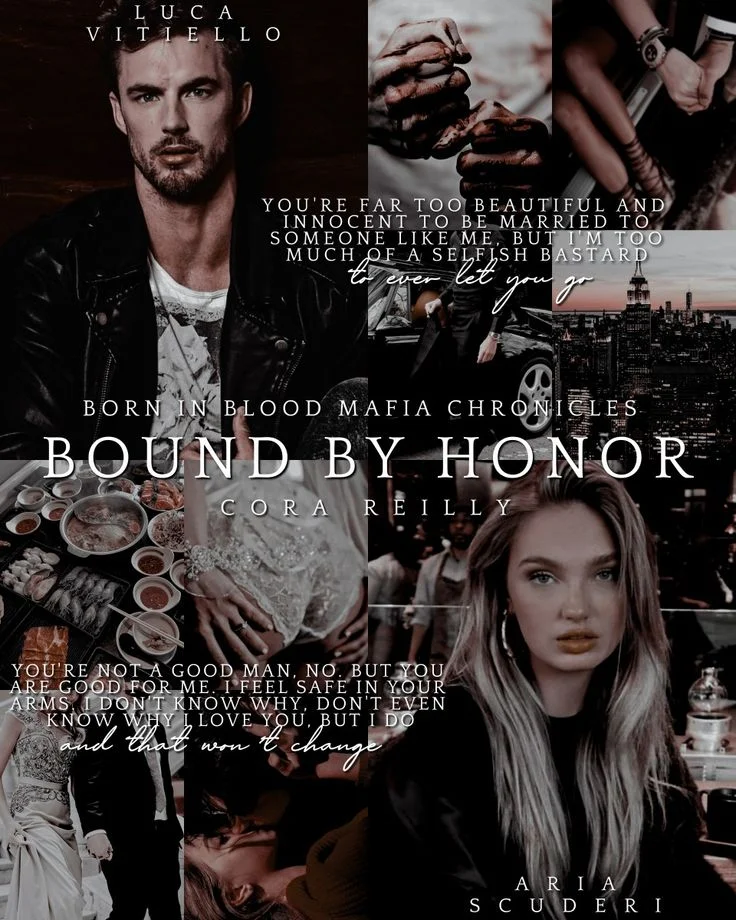 LUCA
VITIELLO
YOU'RE FAR TOO BEAUTIFUL AND
INNOCENT TO BE MARRIED TO
SOMEONE LIKE ME, BUT I'M TOO
MUCH OF A SELFISH BASTARD
to ever let you go
BORN IN BLOOD MAFIA CHRONICLES
BOUND BY HONOR
CORA REILLY
YOU'RE NOT A GOOD MAN, NO. BUT YOU
ARE GOOD FOR ME. I FEEL SAFE IN YOUR
ARMS, I DON'T KNOW WHY, DON'T EVEN
KNOW WHY I LOVE YOU, BUT I DO
and that won't change
ARIA
SCUDERI